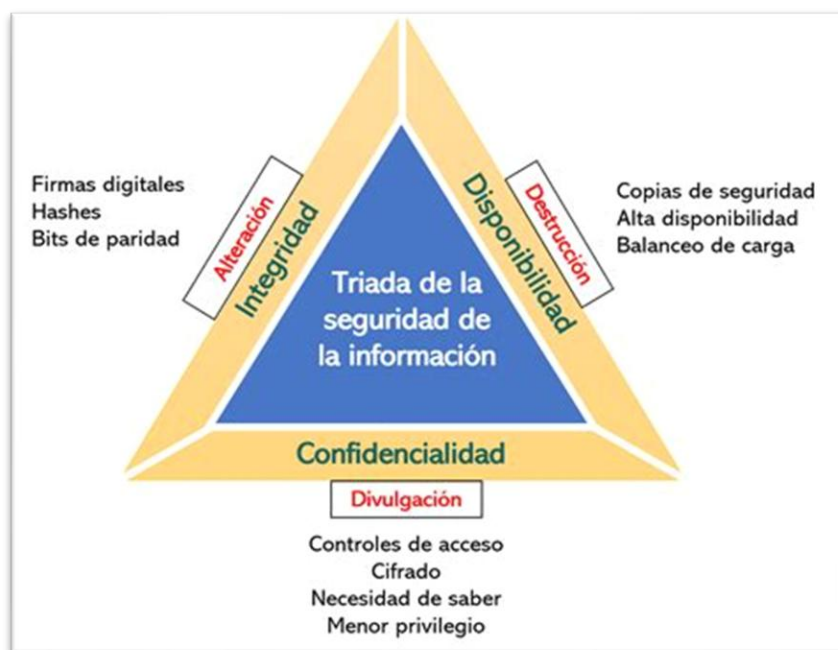 Firmas digitales
Hashes
Bits de paridad
Alteración
Integridad
Triada de la
seguridad de
la información
Disponibilidad
Destrucción
Copias de seguridad
Alta disponibilidad
Balanceo de carga
Confidencialidad
Divulgación
Controles de acceso
Cifrado
Necesidad de saber
Menor privilegio